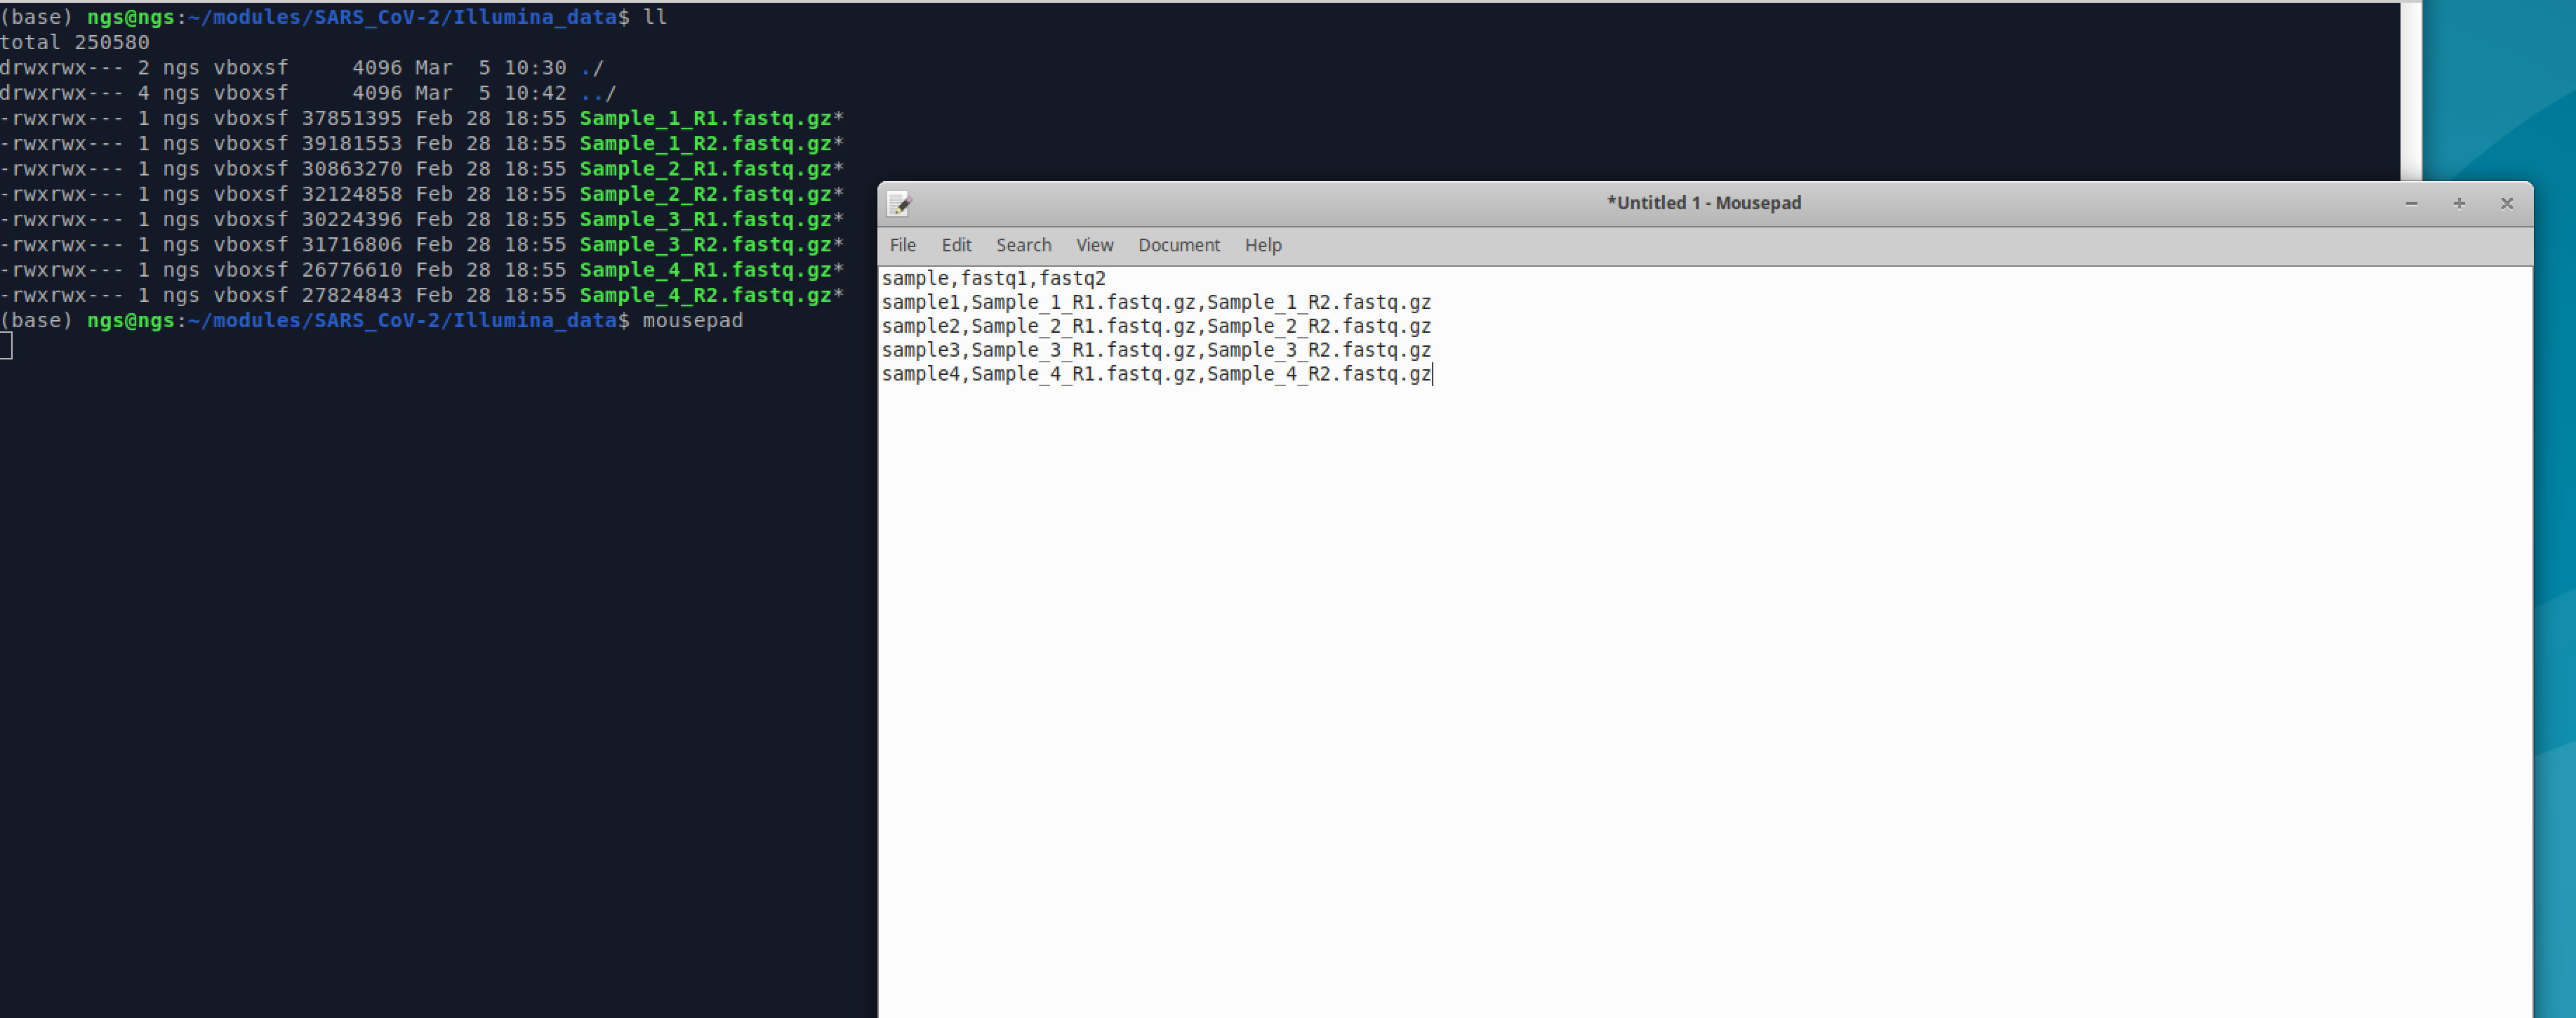 (base) ngs@ngs:~/modules/SARS_CoV-2/Illumina_data$ ll
total 250580
drwxrwx--- 2 ngs vboxsf     4096 Mar  5 10:30 ./
drwxrwx--- 4 ngs vboxsf     4096 Mar  5 10:42 ../
-rwxrwx--- 1 ngs vboxsf 37851395 Feb 28 18:55 Sample_1_R1.fastq.gz*
-rwxrwx--- 1 ngs vboxsf 39181553 Feb 28 18:55 Sample_1_R2.fastq.gz*
-rwxrwx--- 1 ngs vboxsf 30863270 Feb 28 18:55 Sample_2_R1.fastq.gz*
-rwxrwx--- 1 ngs vboxsf 32124858 Feb 28 18:55 Sample_2_R2.fastq.gz*
-rwxrwx--- 1 ngs vboxsf 30224396 Feb 28 18:55 Sample_3_R1.fastq.gz*
-rwxrwx--- 1 ngs vboxsf 31716806 Feb 28 18:55 Sample_3_R2.fastq.gz*
-rwxrwx--- 1 ngs vboxsf 26776610 Feb 28 18:55 Sample_4_R1.fastq.gz*
-rwxrwx--- 1 ngs vboxsf 27824843 Feb 28 18:55 Sample_4_R2.fastq.gz*
(base) ngs@ngs:~/modules/SARS_CoV-2/Illumina_data$ mousepad
*Untitled 1 - Mousepad
File Edit Search View Document Help
sample,fastq1,fastq2
sample1,Sample_1_R1.fastq.gz,Sample_1_R2.fastq.gz
sample2,Sample_2_R1.fastq.gz,Sample_2_R2.fastq.gz
sample3,Sample_3_R1.fastq.gz,Sample_3_R2.fastq.gz
sample4,Sample_4_R1.fastq.gz,Sample_4_R2.fastq.gz